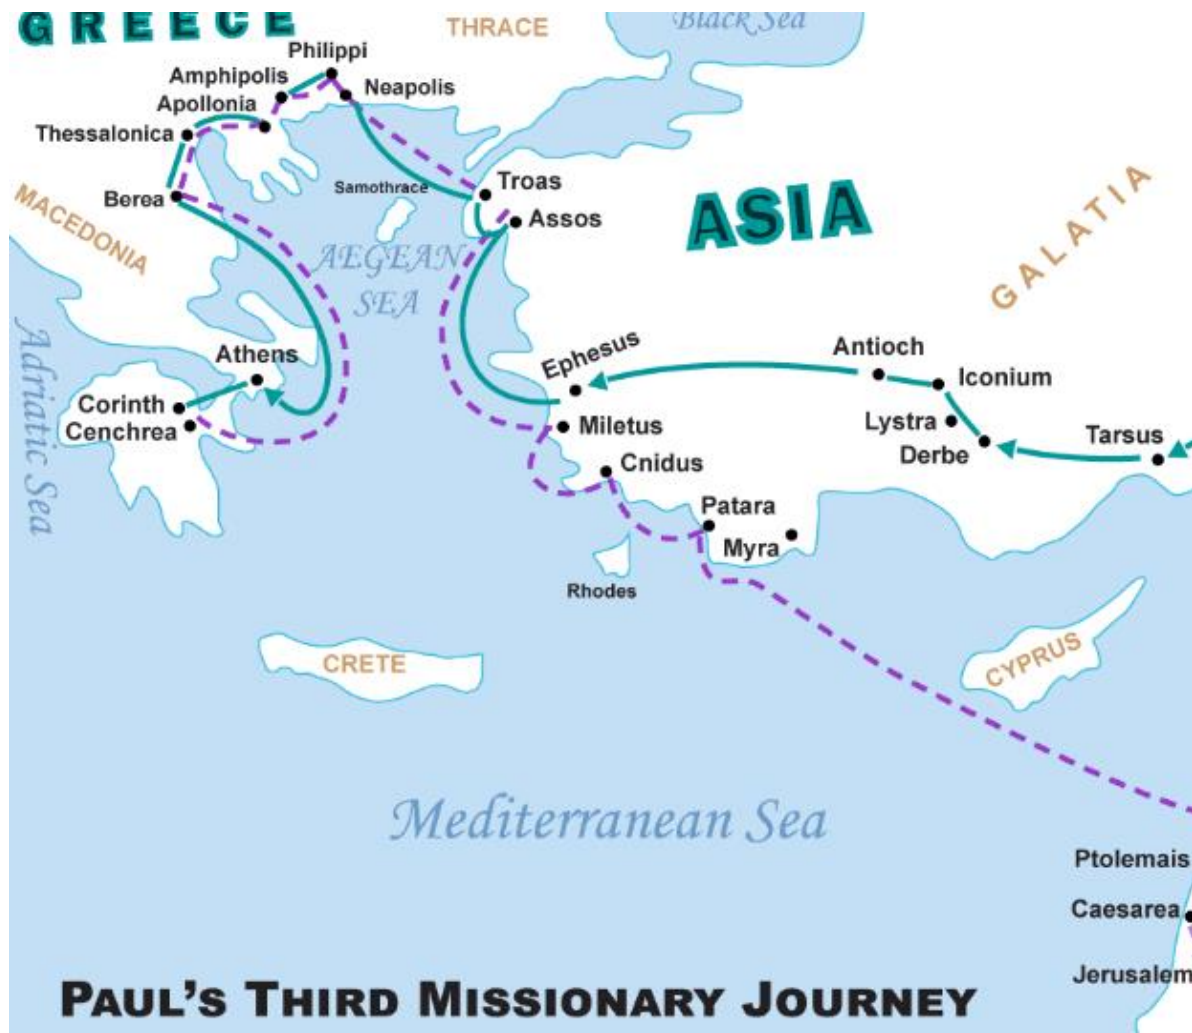 GREECE
THRACE
Black Sea
Philippi
Amphipolis
Neapolis
Apollonia
Thessalonica
Berea
MACEDONIA
Samothrace
Troas
Assos
ASIA
GALATIA
AEGEAN
SEA
Adriatic Sea
Athens
Corinth
Cenchrea
Ephesus
Miletus
Antioch
Iconium
Lystra
Derbe
Tarsus
Cnidus
Patara
Myra
Rhodes
CRETE
CYPRUS
Mediterranean Sea
Ptolemais
Caesarea
Jerusalem
PAUL'S THIRD MISSIONARY JOURNEY